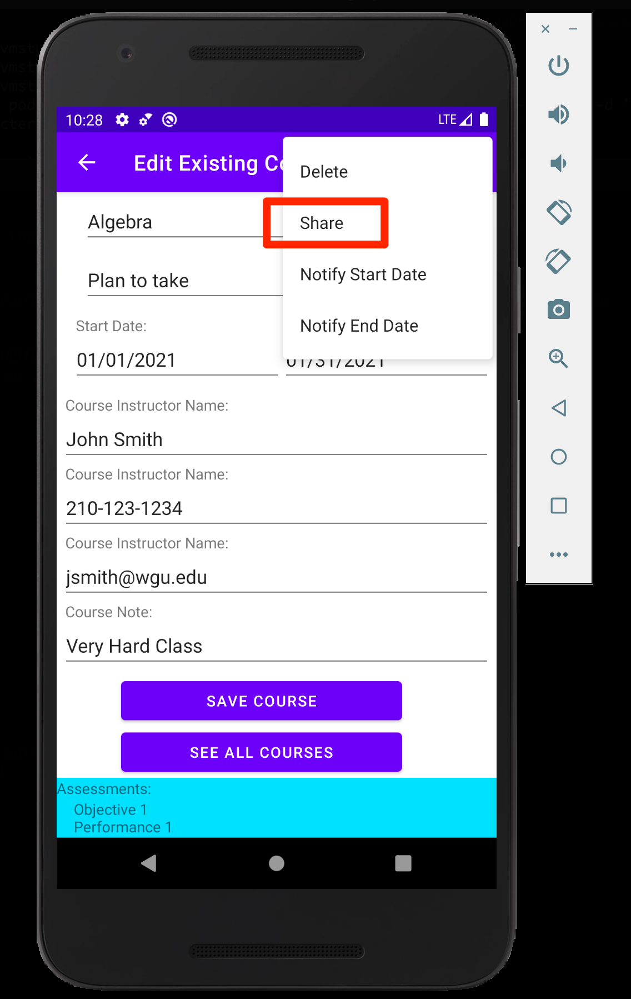 10:28
LTE
Edit Existing
Delete
Share
Notify Start Date
Notify End Date
Algebra
Plan to take
Start Date:
01/01/2021
01/31/2021
Course Instructor Name:
John Smith
Course Instructor Name:
210-123-1234
Course Instructor Name:
jsmith@wgu.edu
Course Note:
Very Hard Class
SAVE COURSE
SEE ALL COURSES
Assessments:
Objective 1
Performance 1